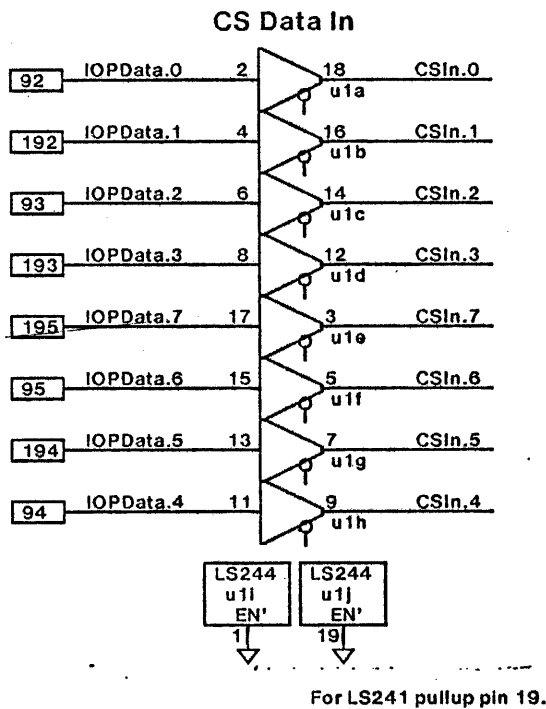 CS Data In
92 IOPData.0 2 18 CSIn.0
u1a
192 IOPData.1 4 16 CSIn.1
u1b
93 IOPData.2 6 14 CSIn.2
u1c
193 IOPData.3 8 12 CSIn.3
u1d
195 IOPData.7 17 3 CSIn.7
u1e
95 IOPData.6 15 5 CSIn.6
u1f
194 IOPData.5 13 7 CSIn.5
u1g
94 IOPData.4 11 9 CSIn.4
u1h
LS244 LS244
u1i u1j
EN' EN'
1 19
For LS241 pullup pin 19.